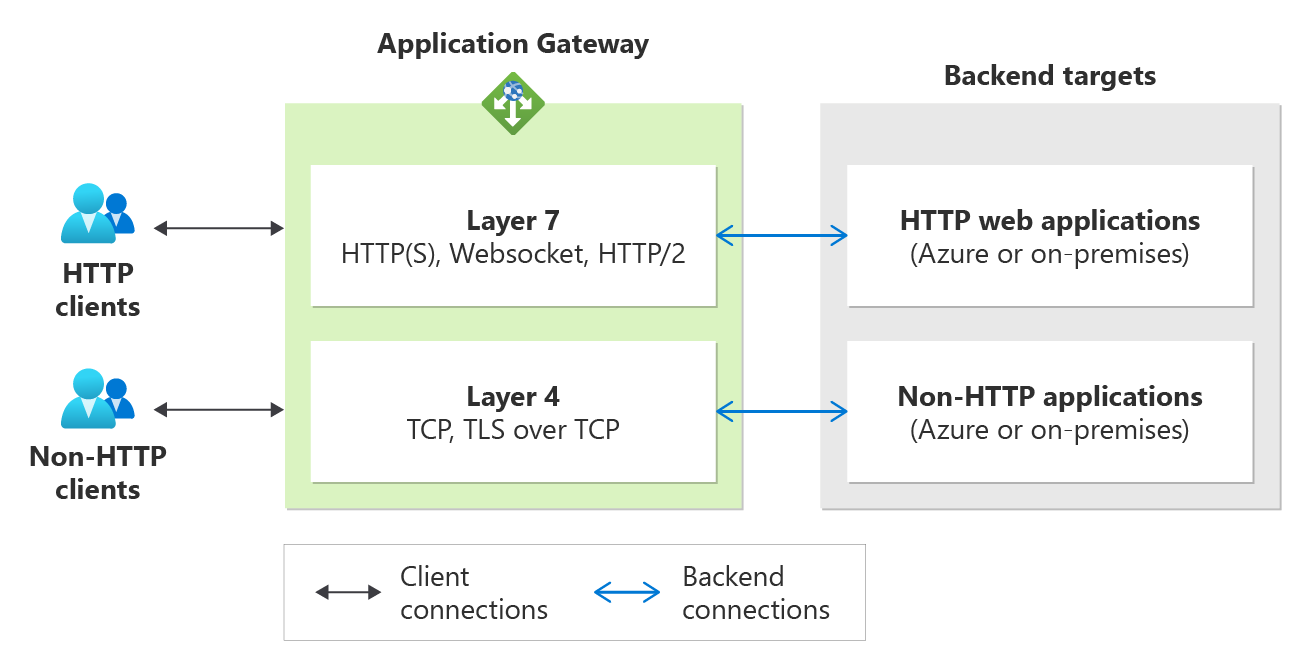 Application Gateway
Backend targets
HTTP
clients
Layer 7
HTTP(S), Websocket, HTTP/2
HTTP web applications
(Azure or on-premises)
Non-HTTP
clients
Layer 4
TCP, TLS over TCP
Non-HTTP applications
(Azure or on-premises)
Client
connections
Backend
connections